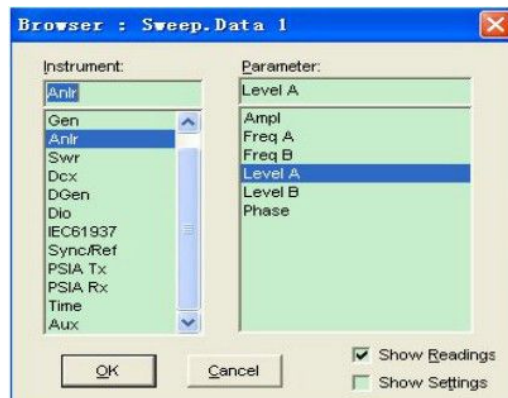 Browser : Sweep.Data 1
Instrument:
Anlr
Gen
Anlr
Swr
Dcx
DGen
Dio
IEC61937
Sync/Ref
PSIA Tx
PSIA Rx
Time
Aux
Parameter:
Level A
Ampl
Freq A
Freq B
Level A
Level B
Phase
OK
Cancel
Show Readings
Show Settings